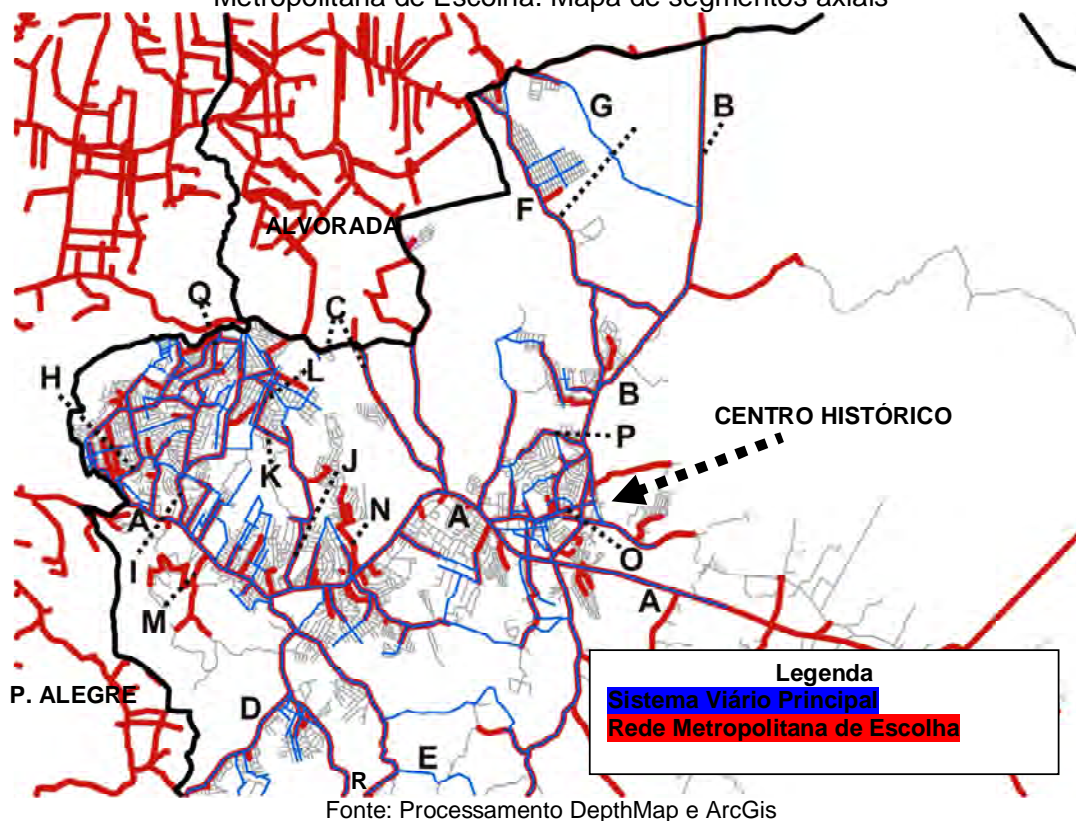 Metropolitana de Escolha. Mapa de segmentos axiais
G
B
F
ALVORADA
Q
C
H
L
B
CENTRO HISTÓRICO
P
K
J
N
A
A
I
O
M
A
P. ALEGRE
D
R
E
Legenda
Sistema Viário Principal
Rede Metropolitana de Escolha
Fonte: Processamento DepthMap e ArcGis